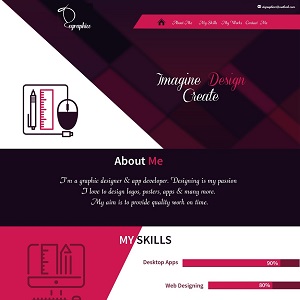 Dzgraphics
About Me My Skills My Works Contact Me
Imagine Design
Create
About Me
I'm a graphic designer & app developer. Designing is my passion
I love to design logos, posters, apps & many more.
My aim is to provide quality work on time.
MY SKILLS
Desktop Apps 90%
Web Designing 80%